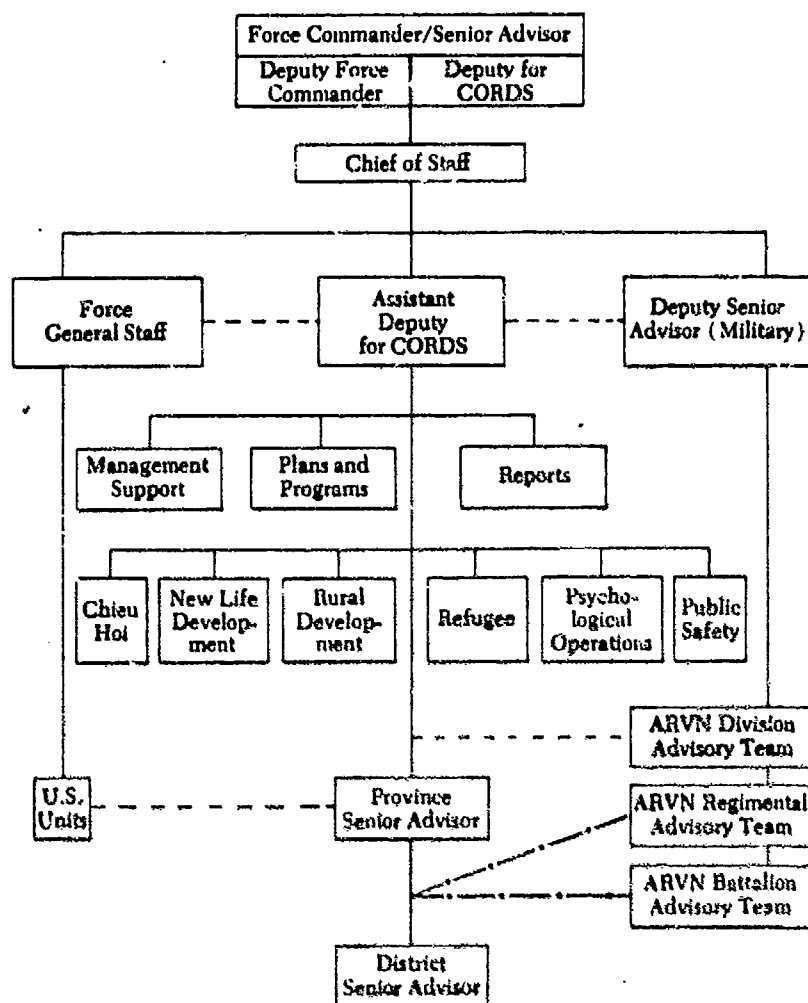 Force Commander/Senior Advisor
Deputy Force
Commander
Deputy for
CORDS
Chief of Staff
Force
General Staff
Assistant
Deputy
for CORDS
Deputy Senior
Advisor (Military)
Management
Support
Plans and
Programs
Reports
Chieu
Hoi
New Life
Develop-
ment
Rural
Develop-
ment
Refugee
Psycho-
logical
Operations
Public
Safety
ARVN Division
Advisory Team
U.S.
Units
Province
Senior Advisor
ARVN Regimental
Advisory Team
ARVN Battalion
Advisory Team
District
Senior Advisor